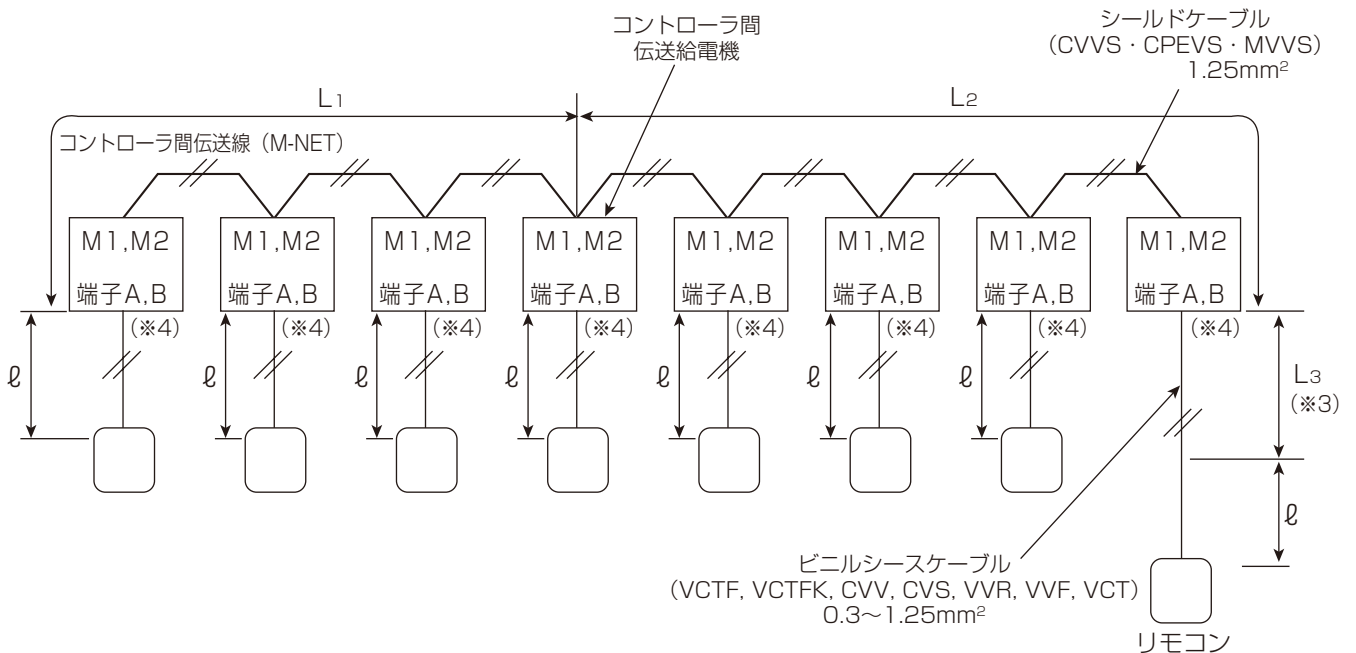 コントローラ間
伝送給電機
シールドケーブル
(CVVS・CPEVS・MVVS)
1.25mm²
L1
L2
コントローラ間伝送線 (M-NET)
M1,M2 M1,M2 M1,M2 M1,M2 M1,M2 M1,M2 M1,M2 M1,M2
端子A,B 端子A,B 端子A,B 端子A,B 端子A,B 端子A,B 端子A,B 端子A,B
(※4) (※4) (※4) (※4) (※4) (※4) (※4) (※4)
ℓ ℓ ℓ ℓ ℓ ℓ ℓ L3
(※3)
ℓ
ビニルシースケーブル
(VCTF, VCTFK, CVV, CVS, VVR, VVF, VCT)
0.3～1.25mm²
リモコン